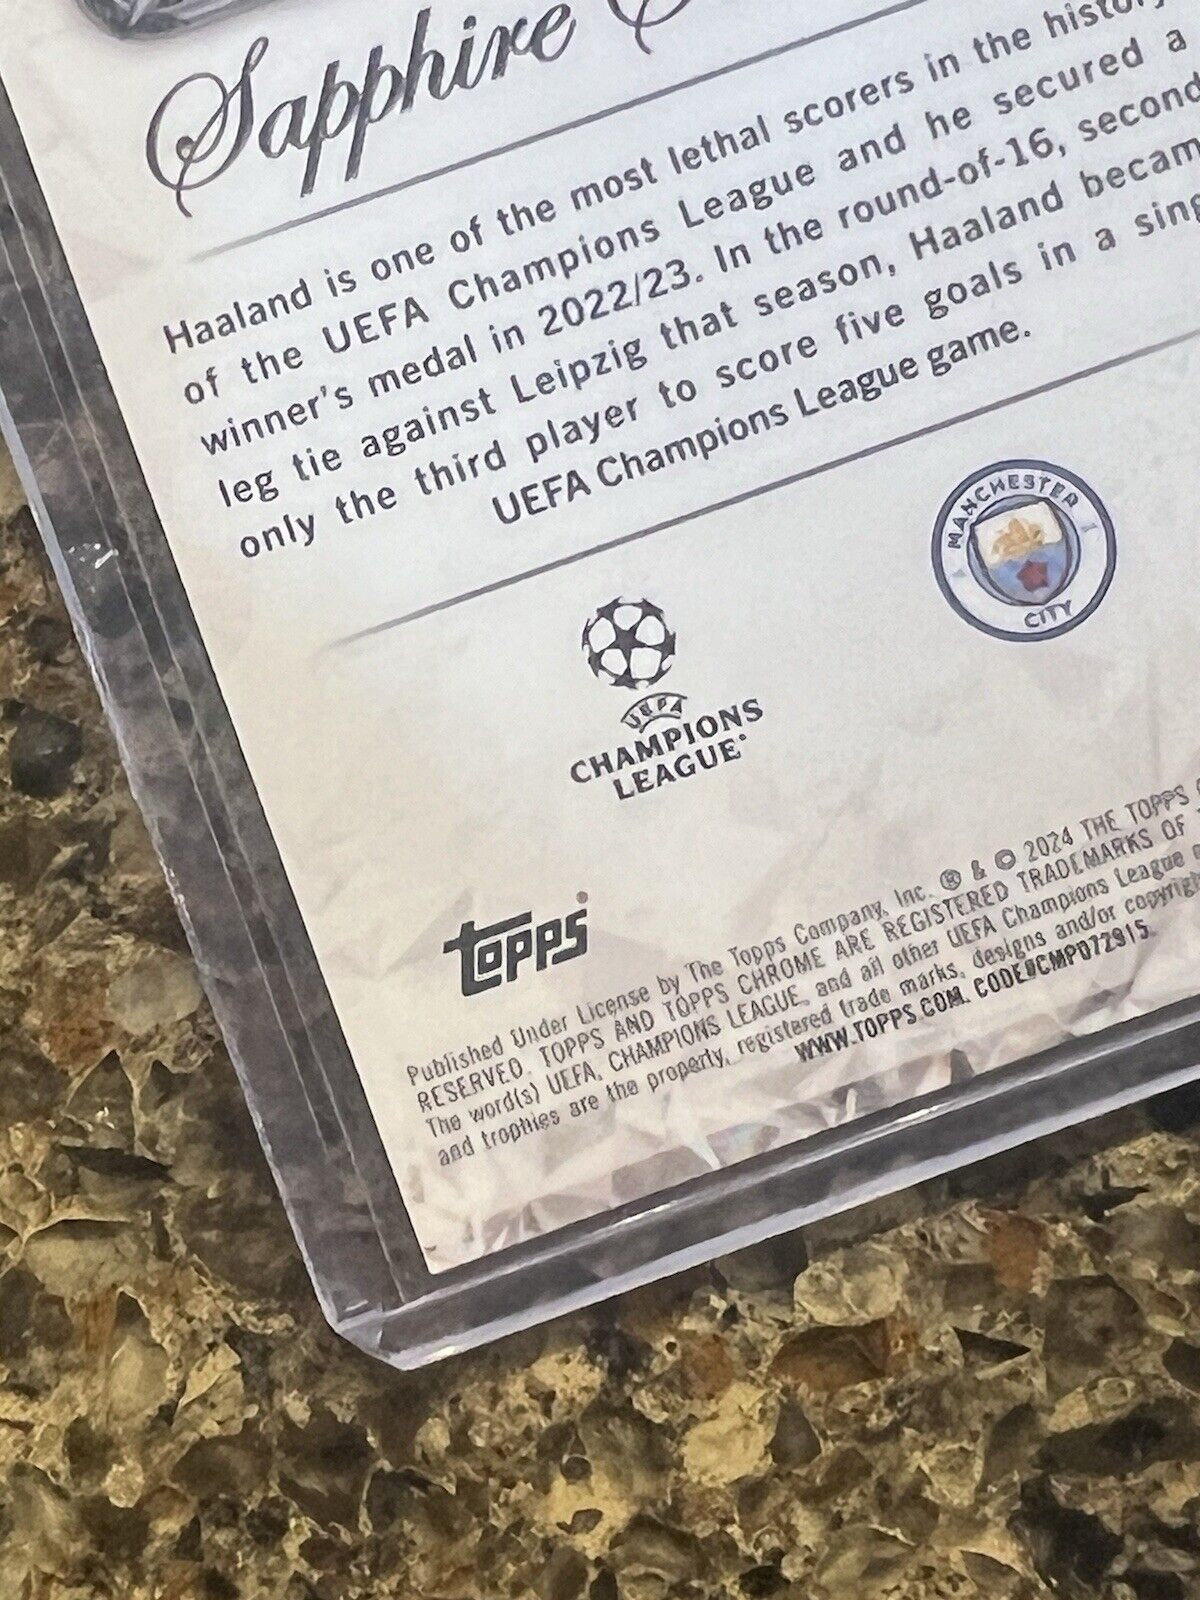 Sapphire
Haaland is one of the most lethal scorers in the history
of the UEFA Champions League and he secured a
winner's medal in 2022/23. In the round-of-16, second
leg tie against Leipzig that season, Haaland
only the third player to score five goals in a
UEFA Champions League game.
MANCHESTER
CITY
UEFA
CHAMPIONS
LEAGUE
topps
Published Under License by The Topps Company, Inc. ® & © 2024 THE TOPPS
RESERVED. TOPPS AND TOPPS CHROME ARE REGISTERED TRADEMARKS OF
The word(s) UEFA, CHAMPIONS LEAGUE, and all other UEFA Champions League
and trophies are the property, registered trade marks, designs and/or
WWW.TOPPS.COM. CODE#CMP072915